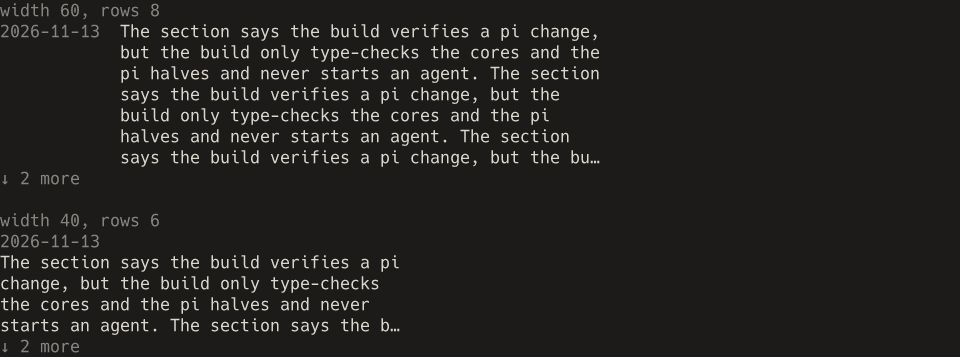 width 60, rows 8
2026-11-13  The section says the build verifies a pi change,
but the build only type-checks the cores and the
pi halves and never starts an agent. The section
says the build verifies a pi change, but the
build only type-checks the cores and the pi
halves and never starts an agent. The section
says the build verifies a pi change, but the bu…
↓ 2 more
width 40, rows 6
2026-11-13
The section says the build verifies a pi
change, but the build only type-checks
the cores and the pi halves and never
starts an agent. The section says the b…
↓ 2 more